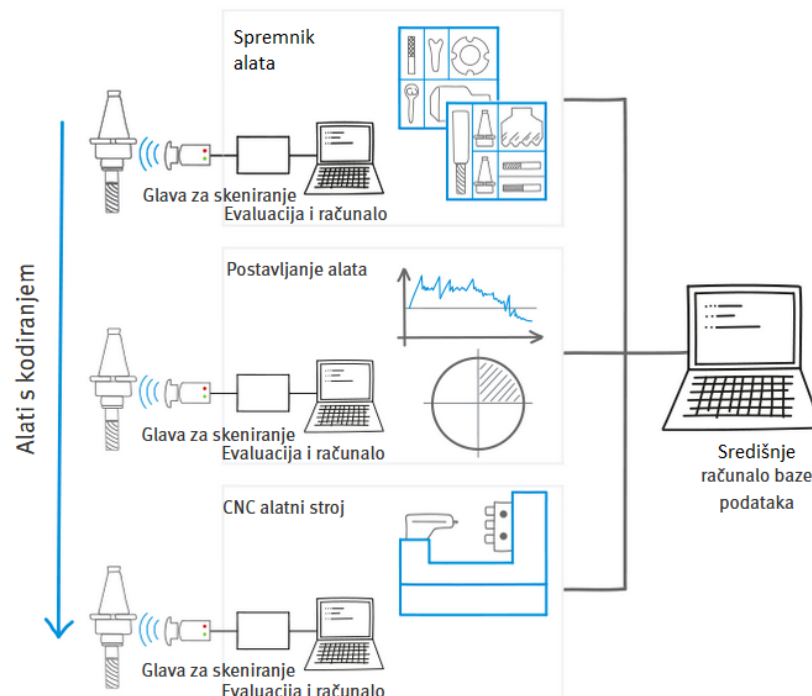 Spremnik
alata
Glava za skeniranje
Evaluacija i računalo
Postavljanje alata
Glava za skeniranje
Evaluacija i računalo
CNC alatni stroj
Glava za skeniranje
Evaluacija i računalo
Alati s kodiranjem
Središnje
računalo baze
podataka